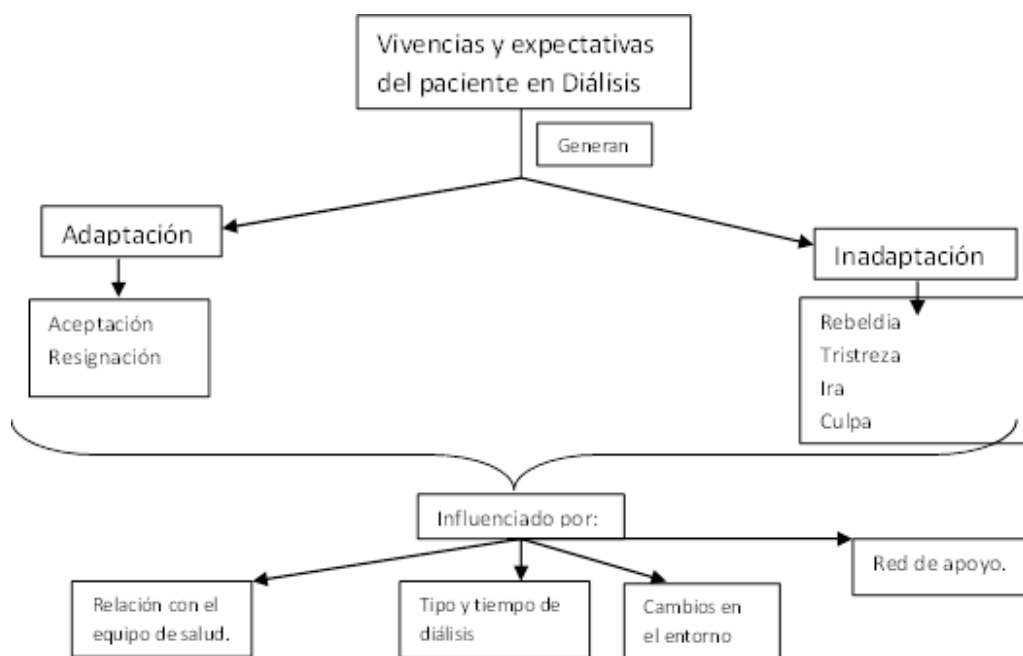 Vivencias y expectativas
del paciente en Diálisis
Generan
Adaptación
Inadaptación
Aceptación
Resignación
Rebeldia
Tristreza
Ira
Culpa
Influenciado por:
Red de apoyo.
Relación con el
equipo de salud.
Tipo y tiempo de
diálisis
Cambios en
el entorno